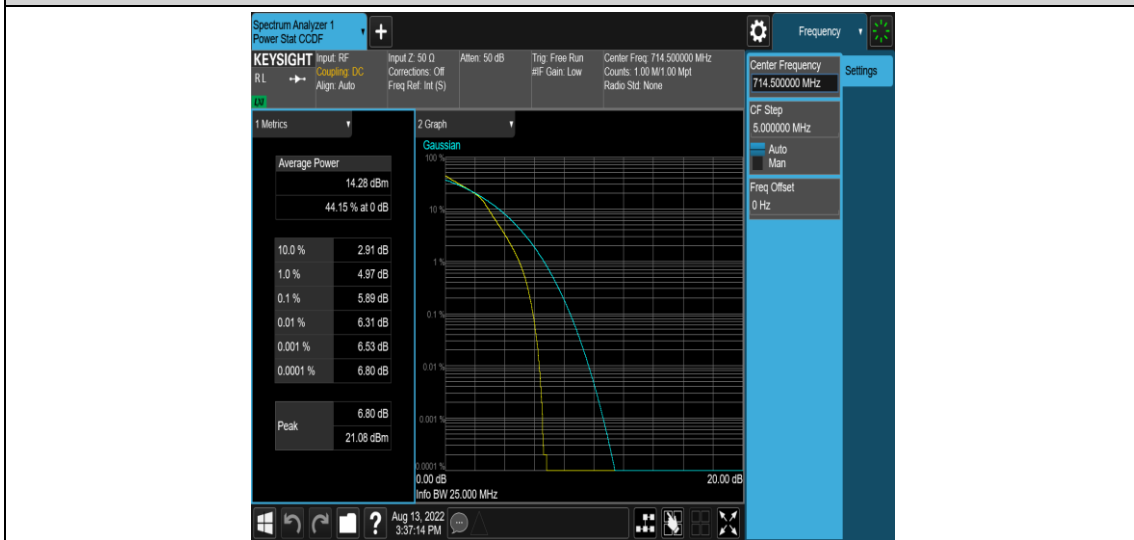 Spectrum Analyzer 1
Power Stat CCDF
+
Frequency
KEYSIGHT
RL
LXI
Input: RF
Coupling: DC
Align: Auto
Input Z: 50 Ω
Corrections: Off
Freq Ref: Int (S)
Atten: 50 dB
Trig: Free Run
#IF Gain: Low
Center Freq: 714.500000 MHz
Counts: 1.00 M/1.00 Mpt
Radio Std: None
Center Frequency
714.500000 MHz
Settings
CF Step
5.000000 MHz
Auto
Man
Freq Offset
0 Hz
1 Metrics
Average Power
14.28 dBm
44.15 % at 0 dB
10.0 % 2.91 dB
1.0 % 4.97 dB
0.1 % 5.89 dB
0.01 % 6.31 dB
0.001 % 6.53 dB
0.0001 % 6.80 dB
Peak
6.80 dB
21.08 dBm
2 Graph
Gaussian
100 %
10 %
1 %
0.1 %
0.01 %
0.001 %
0.0001 %
0.00 dB 20.00 dB
Info BW 25.000 MHz
?
Aug 13, 2022
3:37:14 PM